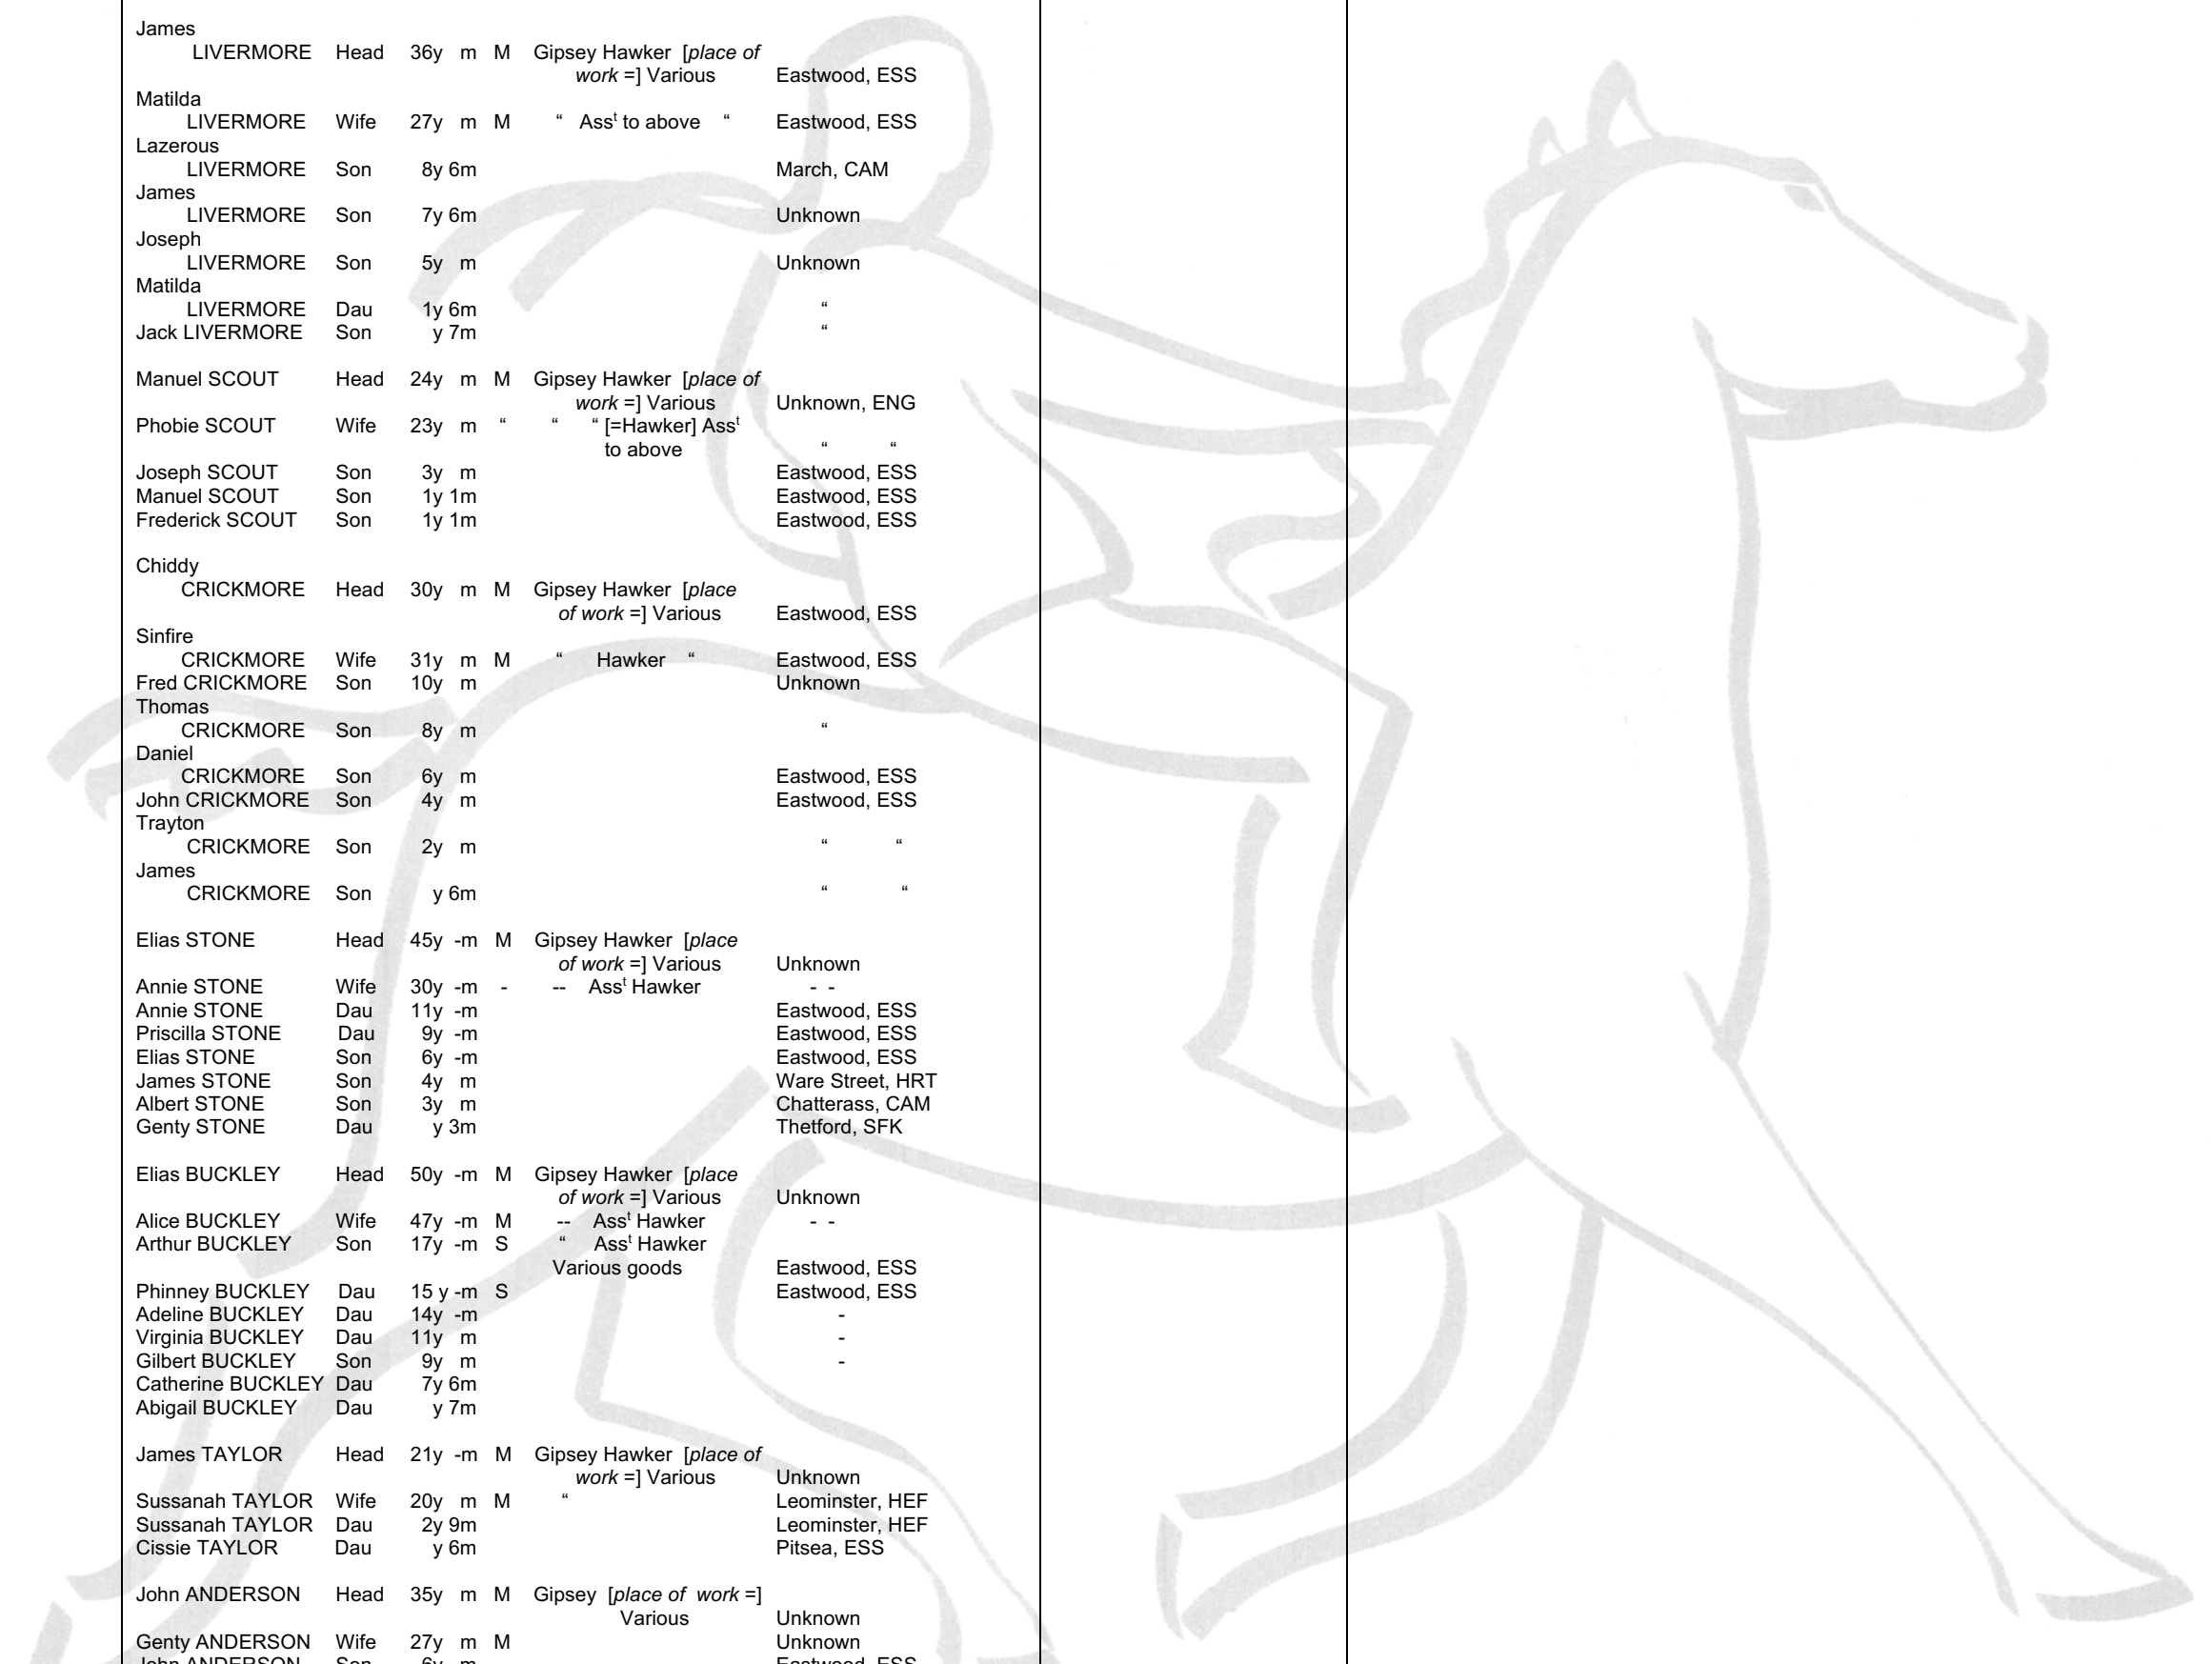 James
LIVERMORE Head 36y m M Gipsey Hawker [place of
work =] Various Eastwood, ESS
Matilda
LIVERMORE Wife 27y m M “ Assᵗ to above “ Eastwood, ESS
Lazerous
LIVERMORE Son 8y 6m March, CAM
James
LIVERMORE Son 7y 6m Unknown
Joseph
LIVERMORE Son 5y m Unknown
Matilda
LIVERMORE Dau 1y 6m “
Jack LIVERMORE Son y 7m “
Manuel SCOUT Head 24y m M Gipsey Hawker [place of
work =] Various Unknown, ENG
Phobie SCOUT Wife 23y m “ “ “ [=Hawker] Assᵗ
to above “ “
Joseph SCOUT Son 3y m Eastwood, ESS
Manuel SCOUT Son 1y 1m Eastwood, ESS
Frederick SCOUT Son 1y 1m Eastwood, ESS
Chiddy
CRICKMORE Head 30y m M Gipsey Hawker [place
of work =] Various Eastwood, ESS
Sinfire
CRICKMORE Wife 31y m M “ Hawker “ Eastwood, ESS
Fred CRICKMORE Son 10y m Unknown
Thomas
CRICKMORE Son 8y m “
Daniel
CRICKMORE Son 6y m Eastwood, ESS
John CRICKMORE Son 4y m Eastwood, ESS
Trayton
CRICKMORE Son 2y m “ “
James
CRICKMORE Son y 6m “ “
Elias STONE Head 45y -m M Gipsey Hawker [place
of work =] Various Unknown
Annie STONE Wife 30y -m - -- Assᵗ Hawker - -
Annie STONE Dau 11y -m Eastwood, ESS
Priscilla STONE Dau 9y -m Eastwood, ESS
Elias STONE Son 6y -m Eastwood, ESS
James STONE Son 4y m Ware Street, HRT
Albert STONE Son 3y m Chatterass, CAM
Genty STONE Dau y 3m Thetford, SFK
Elias BUCKLEY Head 50y -m M Gipsey Hawker [place
of work =] Various Unknown
Alice BUCKLEY Wife 47y -m M -- Assᵗ Hawker - -
Arthur BUCKLEY Son 17y -m S “ Assᵗ Hawker
Various goods Eastwood, ESS
Phinney BUCKLEY Dau 15 y -m S Eastwood, ESS
Adeline BUCKLEY Dau 14y -m -
Virginia BUCKLEY Dau 11y m -
Gilbert BUCKLEY Son 9y m -
Catherine BUCKLEY Dau 7y 6m
Abigail BUCKLEY Dau y 7m
James TAYLOR Head 21y -m M Gipsey Hawker [place of
work =] Various Unknown
Sussanah TAYLOR Wife 20y m M “ Leominster, HEF
Sussanah TAYLOR Dau 2y 9m Leominster, HEF
Cissie TAYLOR Dau y 6m Pitsea, ESS
John ANDERSON Head 35y m M Gipsey [place of work =]
Various Unknown
Genty ANDERSON Wife 27y m M Unknown
John ANDERSON Son 6y m Eastwood, ESS